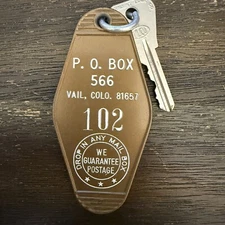 P. O. BOX
566
VAIL, COLO. 81657
102
DROP IN ANY MAIL BOX
WE
GUARANTEE
POSTAGE